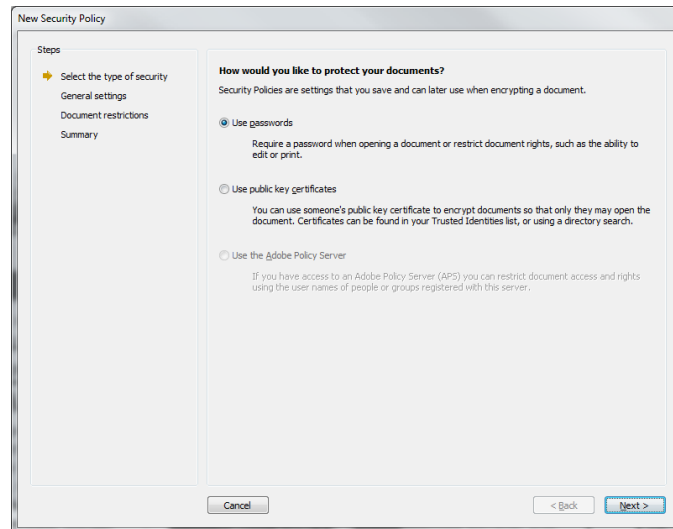 New Security Policy
Steps
Select the type of security
General settings
Document restrictions
Summary
How would you like to protect your documents?
Security Policies are settings that you save and can later use when encrypting a document.
Use passwords
Require a password when opening a document or restrict document rights, such as the ability to
edit or print.
Use public key certificates
You can use someone's public key certificate to encrypt documents so that only they may open the
document. Certificates can be found in your Trusted Identities list, or using a directory search.
Use the Adobe Policy Server
If you have access to an Adobe Policy Server (APS) you can restrict document access and rights
using the user names of people or groups registered with this server.
Cancel
< Back
Next >